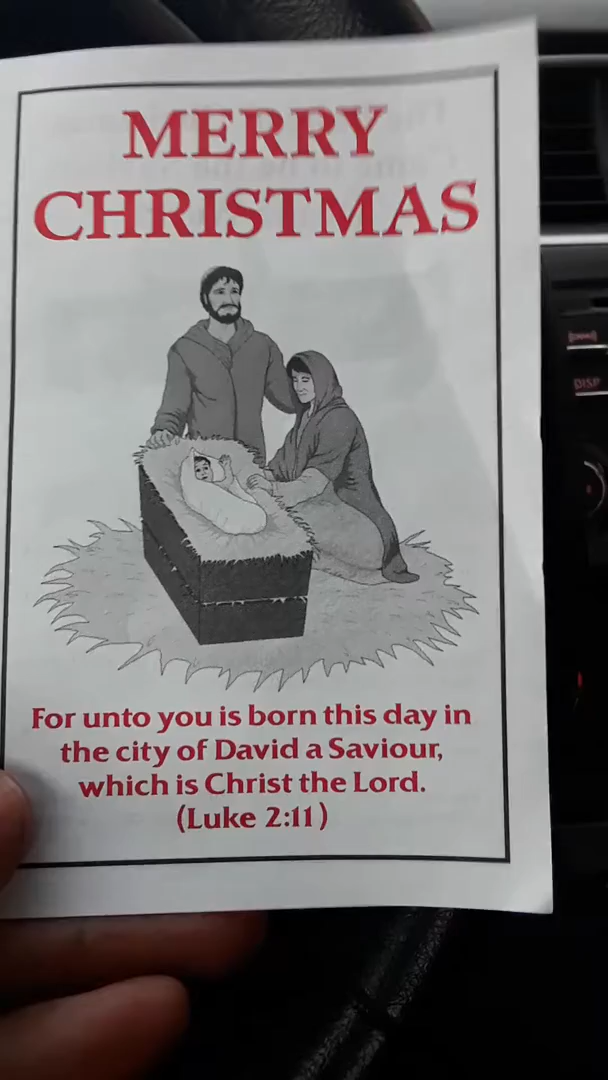 MERRY
CHRISTMAS
For unto you is born this day in
the city of David a Saviour,
which is Christ the Lord.
(Luke 2:11)
DISP